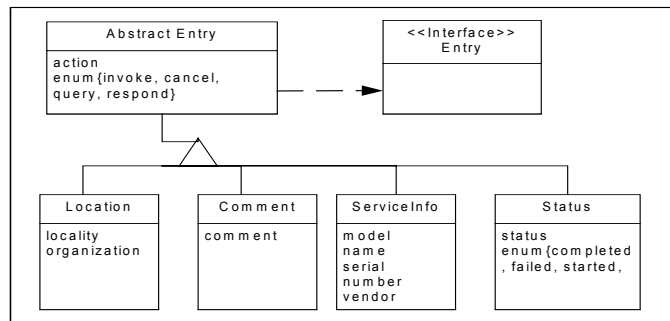 Abstract Entry
action
enum{invoke, cancel,
query, respond}
<<Interface>>
Entry
Location
locality
organization
Comment
comment
ServiceInfo
model
name
serial
number
vendor
Status
status
enum{completed
, failed, started,